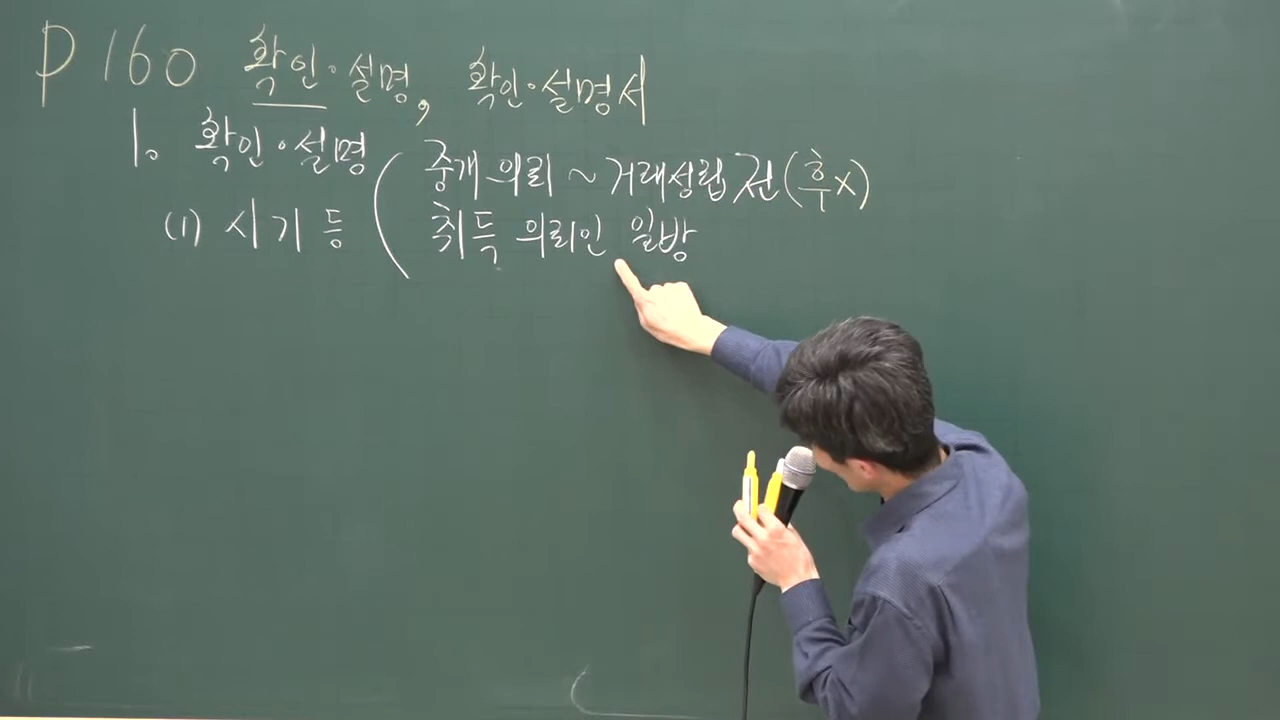 P 160 확인·설명, 확인·설명서
1. 확인·설명
(1) 시기 등 ( 중개의뢰 ~ 거래성립 전(후x)
취득 의뢰인 일방